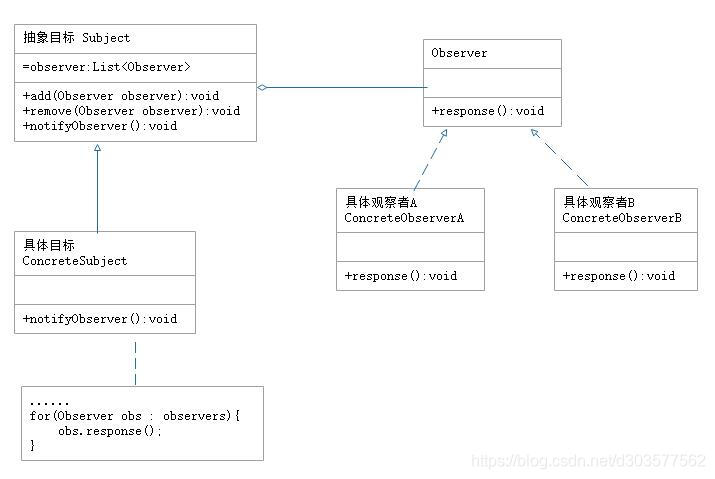 抽象目标 Subject
=observer:List<Observer>
+add(Observer observer):void
+remove(Observer observer):void
+notifyObserver():void
Observer
+response():void
具体观察者A
ConcreteObserverA
+response():void
具体观察者B
ConcreteObserverB
+response():void
具体目标
ConcreteSubject
+notifyObserver():void
......
for(Observer obs : observers){
obs.response();
}
https://blog.csdn.net/d303577562